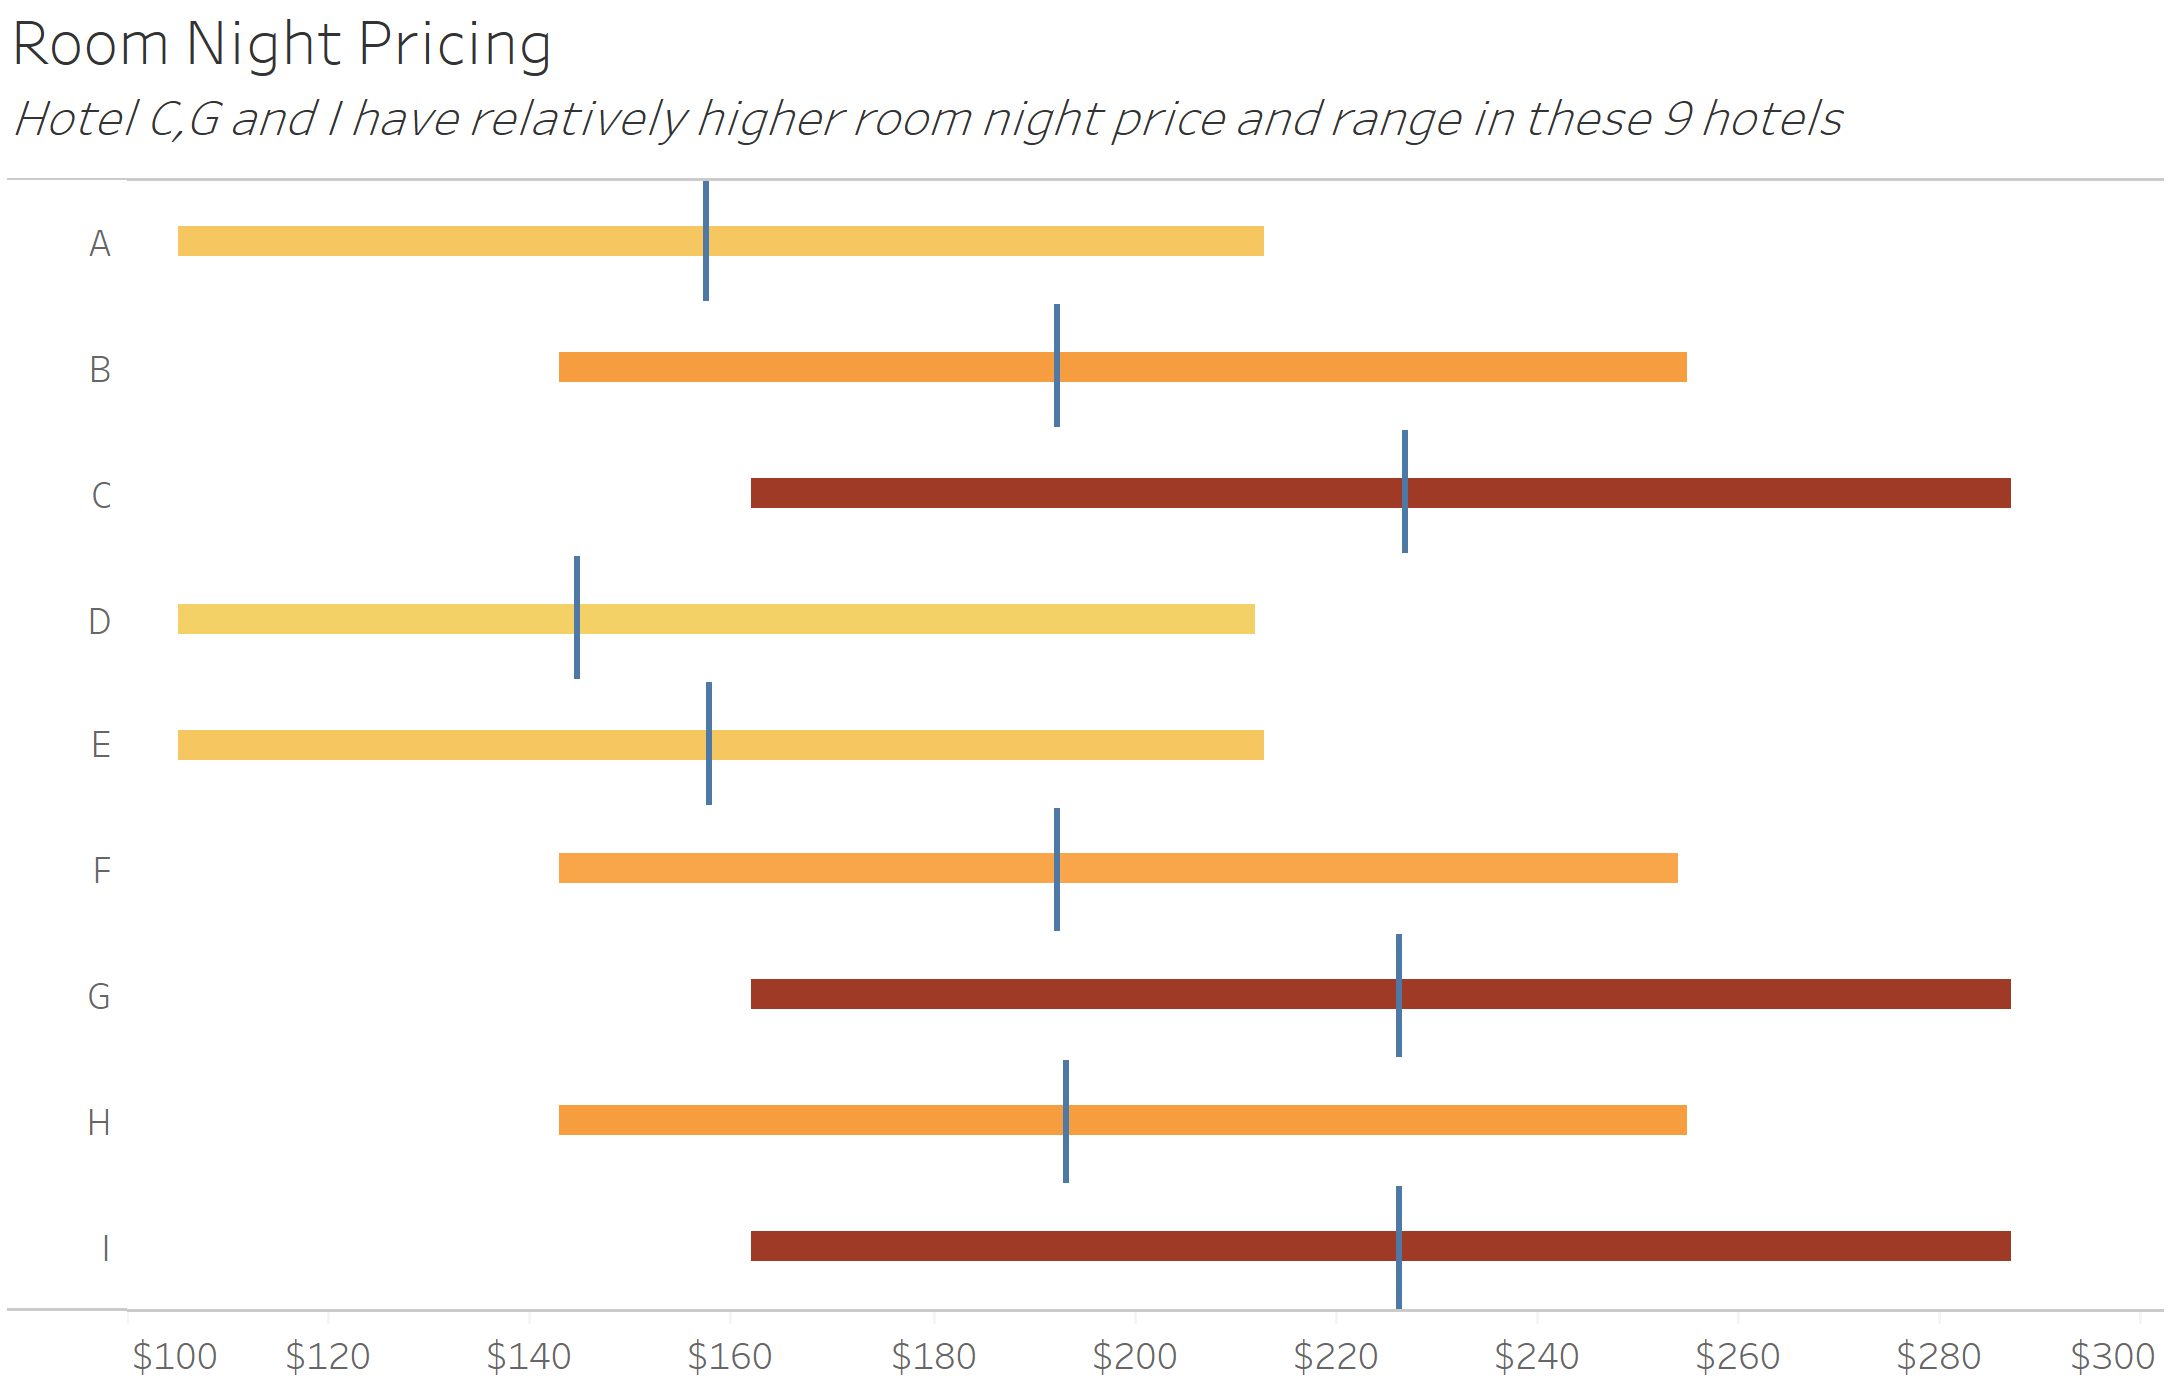 Room Night Pricing
Hotel C,G and I have relatively higher room night price and range in these 9 hotels
A
B
C
D
E
F
G
H
I
$100 $120 $140 $160 $180 $200 $220 $240 $260 $280 $300